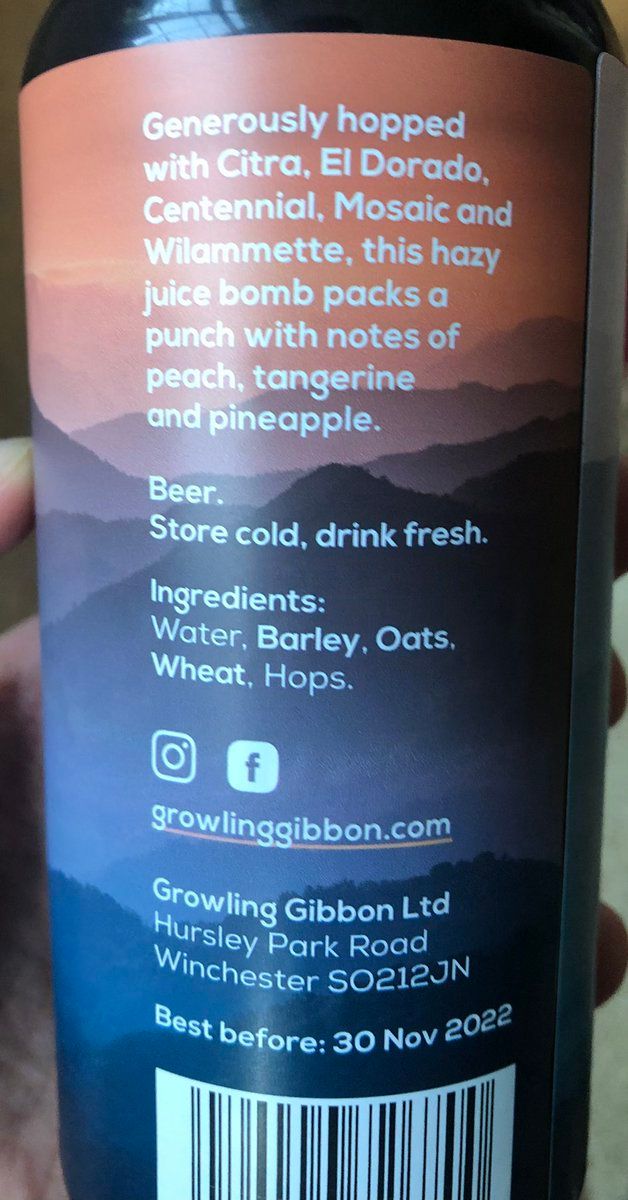 Generously hopped
with Citra, El Dorado,
Centennial, Mosaic and
Wilammette, this hazy
juice bomb packs a
punch with notes of
peach, tangerine
and pineapple.
Beer.
Store cold, drink fresh.
Ingredients:
Water, Barley, Oats,
Wheat, Hops.
growlinggibbon.com
Growling Gibbon Ltd
Hursley Park Road
Winchester SO212JN
Best before: 30 Nov 2022